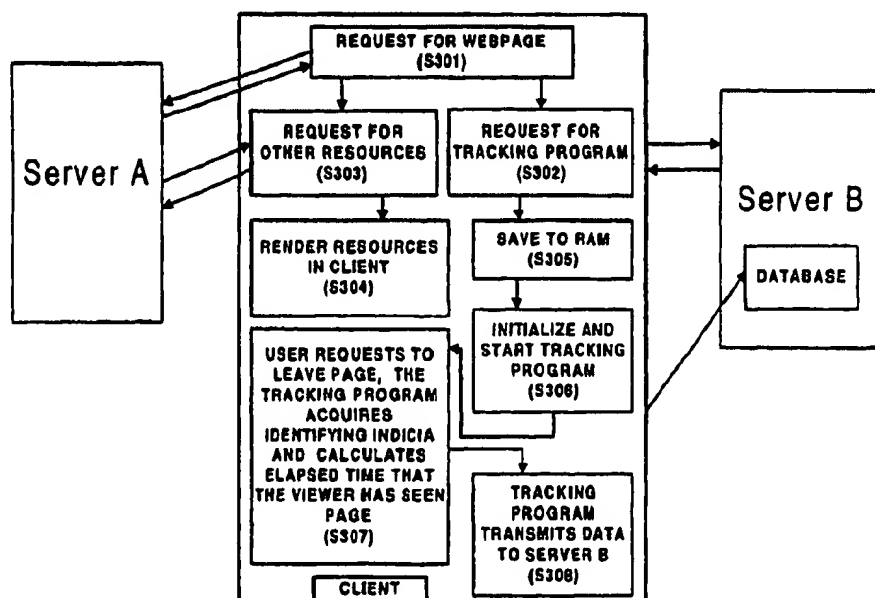 REQUEST FOR WEBPAGE
(S301)
Server A
REQUEST FOR
OTHER RESOURCES
(S303)
REQUEST FOR
TRACKING PROGRAM
(S302)
Server B
DATABASE
RENDER RESOURCES
IN CLIENT
(S304)
SAVE TO RAM
(S305)
INITIALIZE AND
START TRACKING
PROGRAM
(S306)
USER REQUESTS TO
LEAVE PAGE, THE
TRACKING PROGRAM
ACQUIRES
IDENTIFYING INDICIA
AND CALCULATES
ELAPSED TIME THAT
THE VIEWER HAS SEEN
PAGE
(S307)
TRACKING
PROGRAM
TRANSMITS DATA
TO SERVER B
(S308)
CLIENT